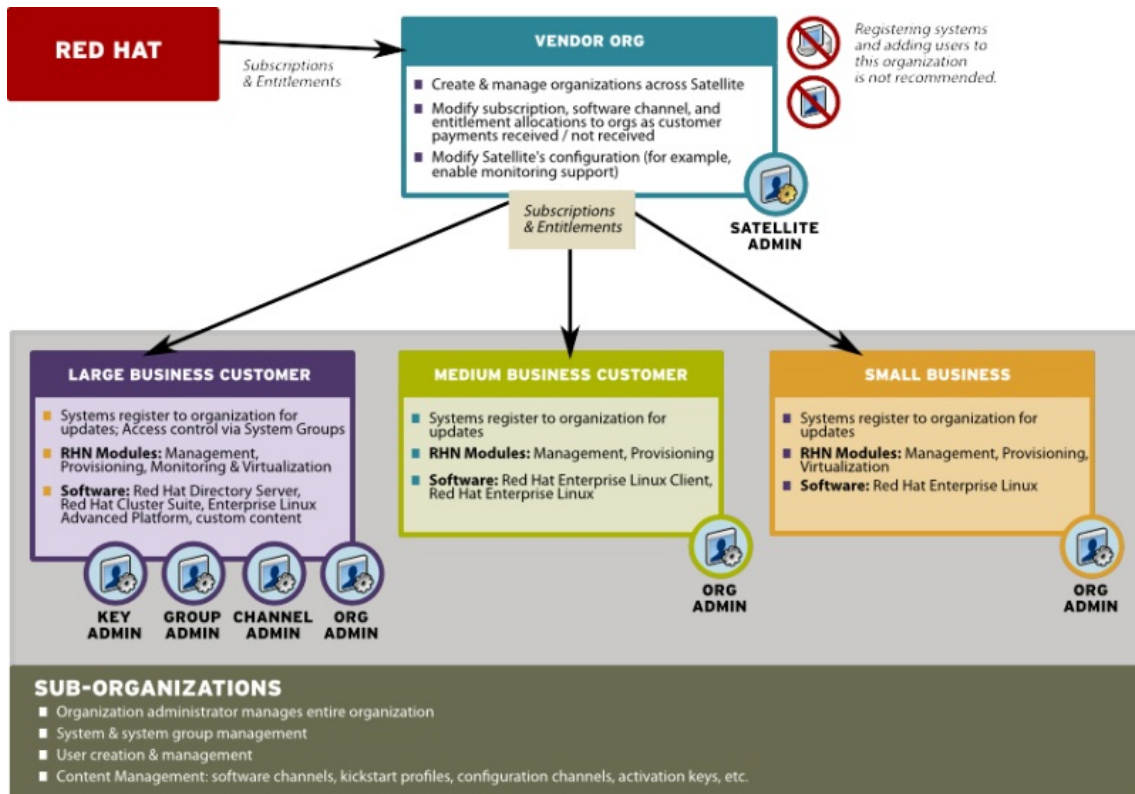 RED HAT
Subscriptions
& Entitlements
VENDOR ORG
Create & manage organizations across Satellite
Modify subscription, software channel, and
entitlement allocations to orgs as customer
payments received / not received
Modify Satellite's configuration (for example,
enable monitoring support)
Registering systems
and adding users to
this organization
is not recommended.
SATELLITE
ADMIN
Subscriptions
& Entitlements
LARGE BUSINESS CUSTOMER
Systems register to organization for
updates; Access control via System Groups
RHN Modules: Management,
Provisioning, Monitoring & Virtualization
Software: Red Hat Directory Server,
Red Hat Cluster Suite, Enterprise Linux
Advanced Platform, custom content
KEY
ADMIN
GROUP
ADMIN
CHANNEL
ADMIN
ORG
ADMIN
MEDIUM BUSINESS CUSTOMER
Systems register to organization for
updates
RHN Modules: Management, Provisioning
Software: Red Hat Enterprise Linux Client,
Red Hat Enterprise Linux
ORG
ADMIN
SMALL BUSINESS
Systems register to organization for
updates
RHN Modules: Management, Provisioning,
Virtualization
Software: Red Hat Enterprise Linux
ORG
ADMIN
SUB-ORGANIZATIONS
Organization administrator manages entire organization
System & system group management
User creation & management
Content Management: software channels, kickstart profiles, configuration channels, activation keys, etc.